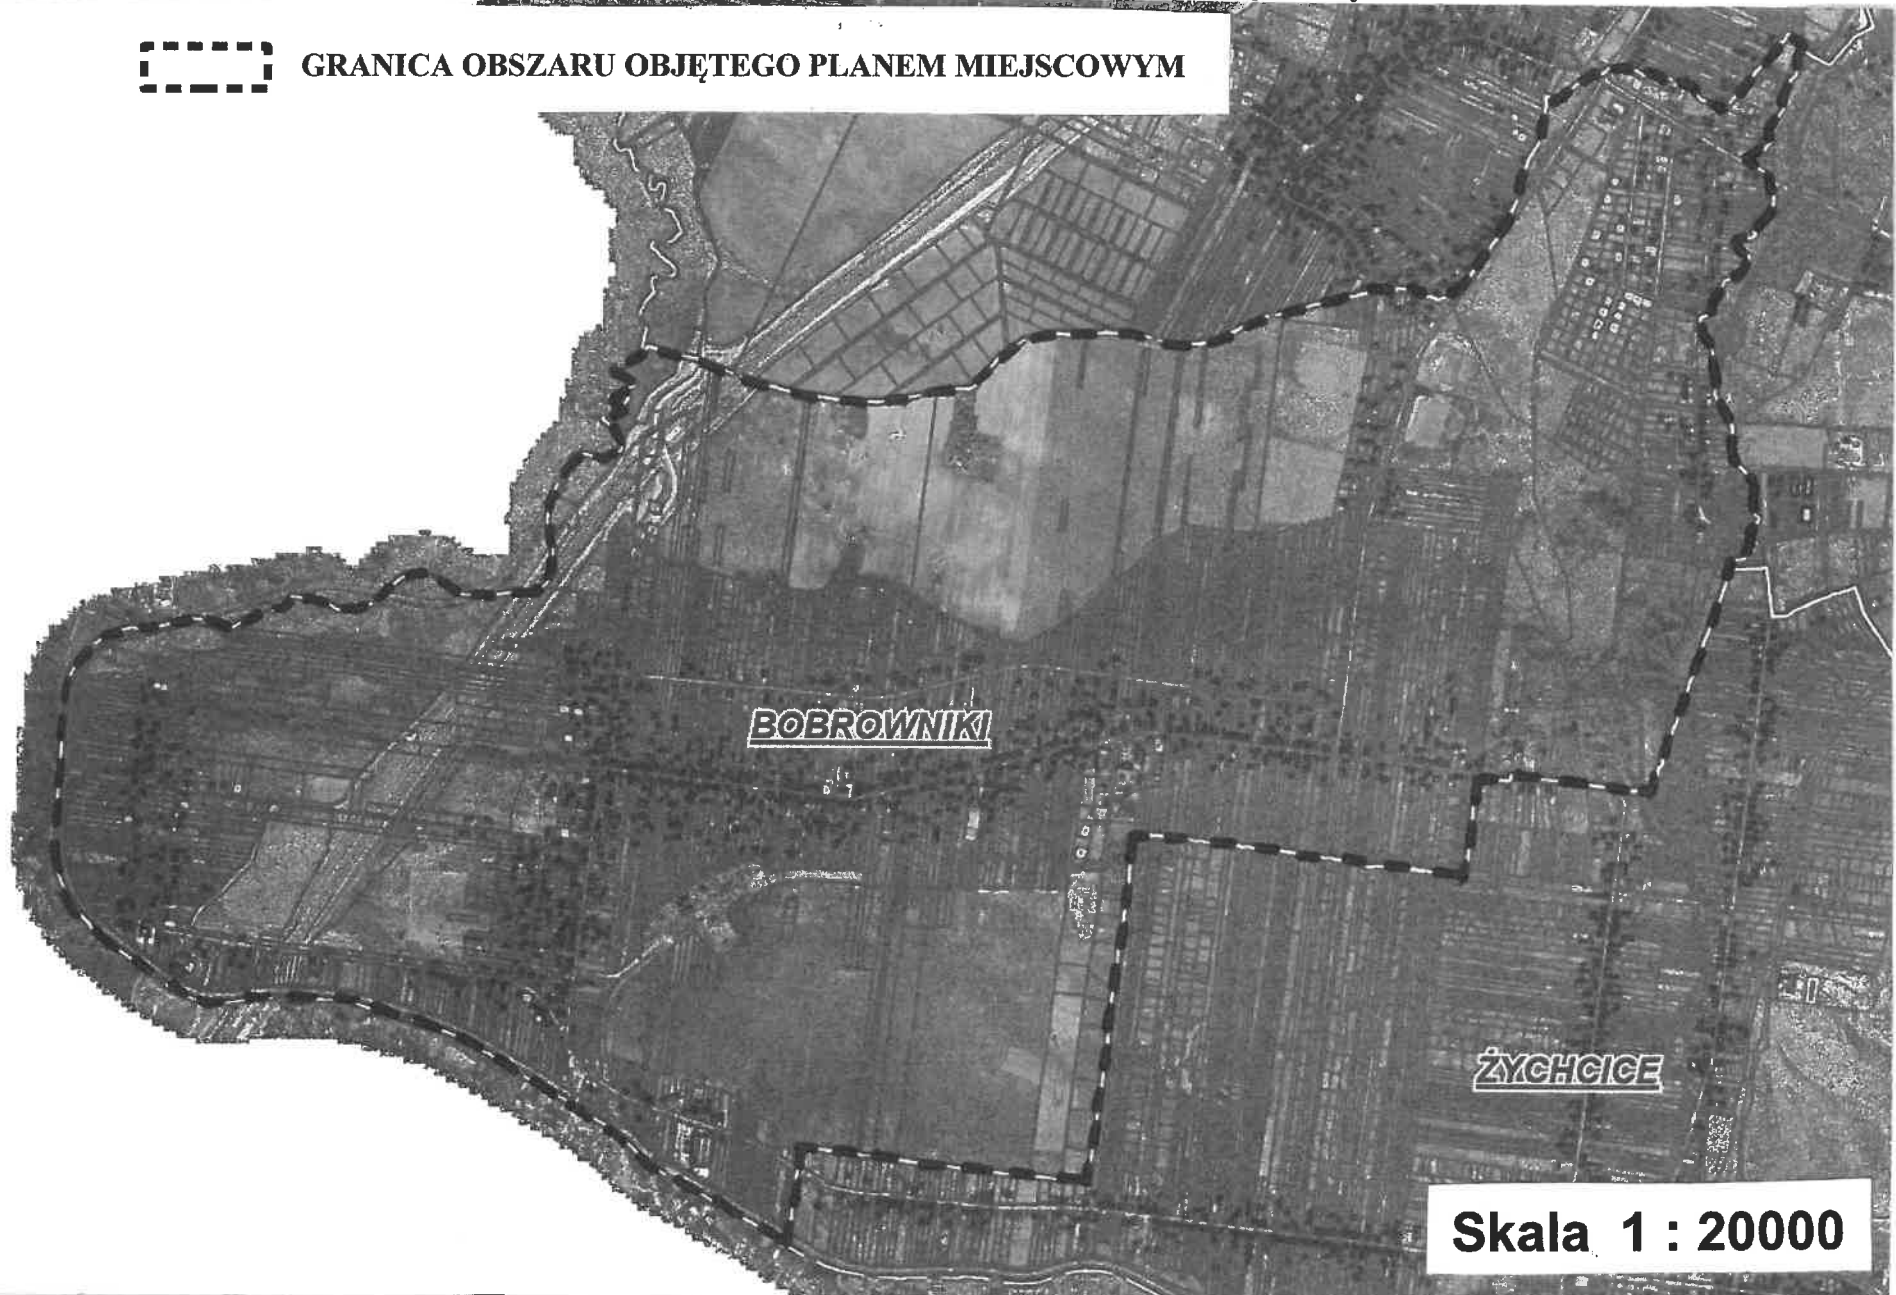 GRANICA OBSZARU OBJĘTEGO PLANEM MIEJSCOWYM
BOBROWNIKI
ŻYCHCICE
Skala 1 : 20000